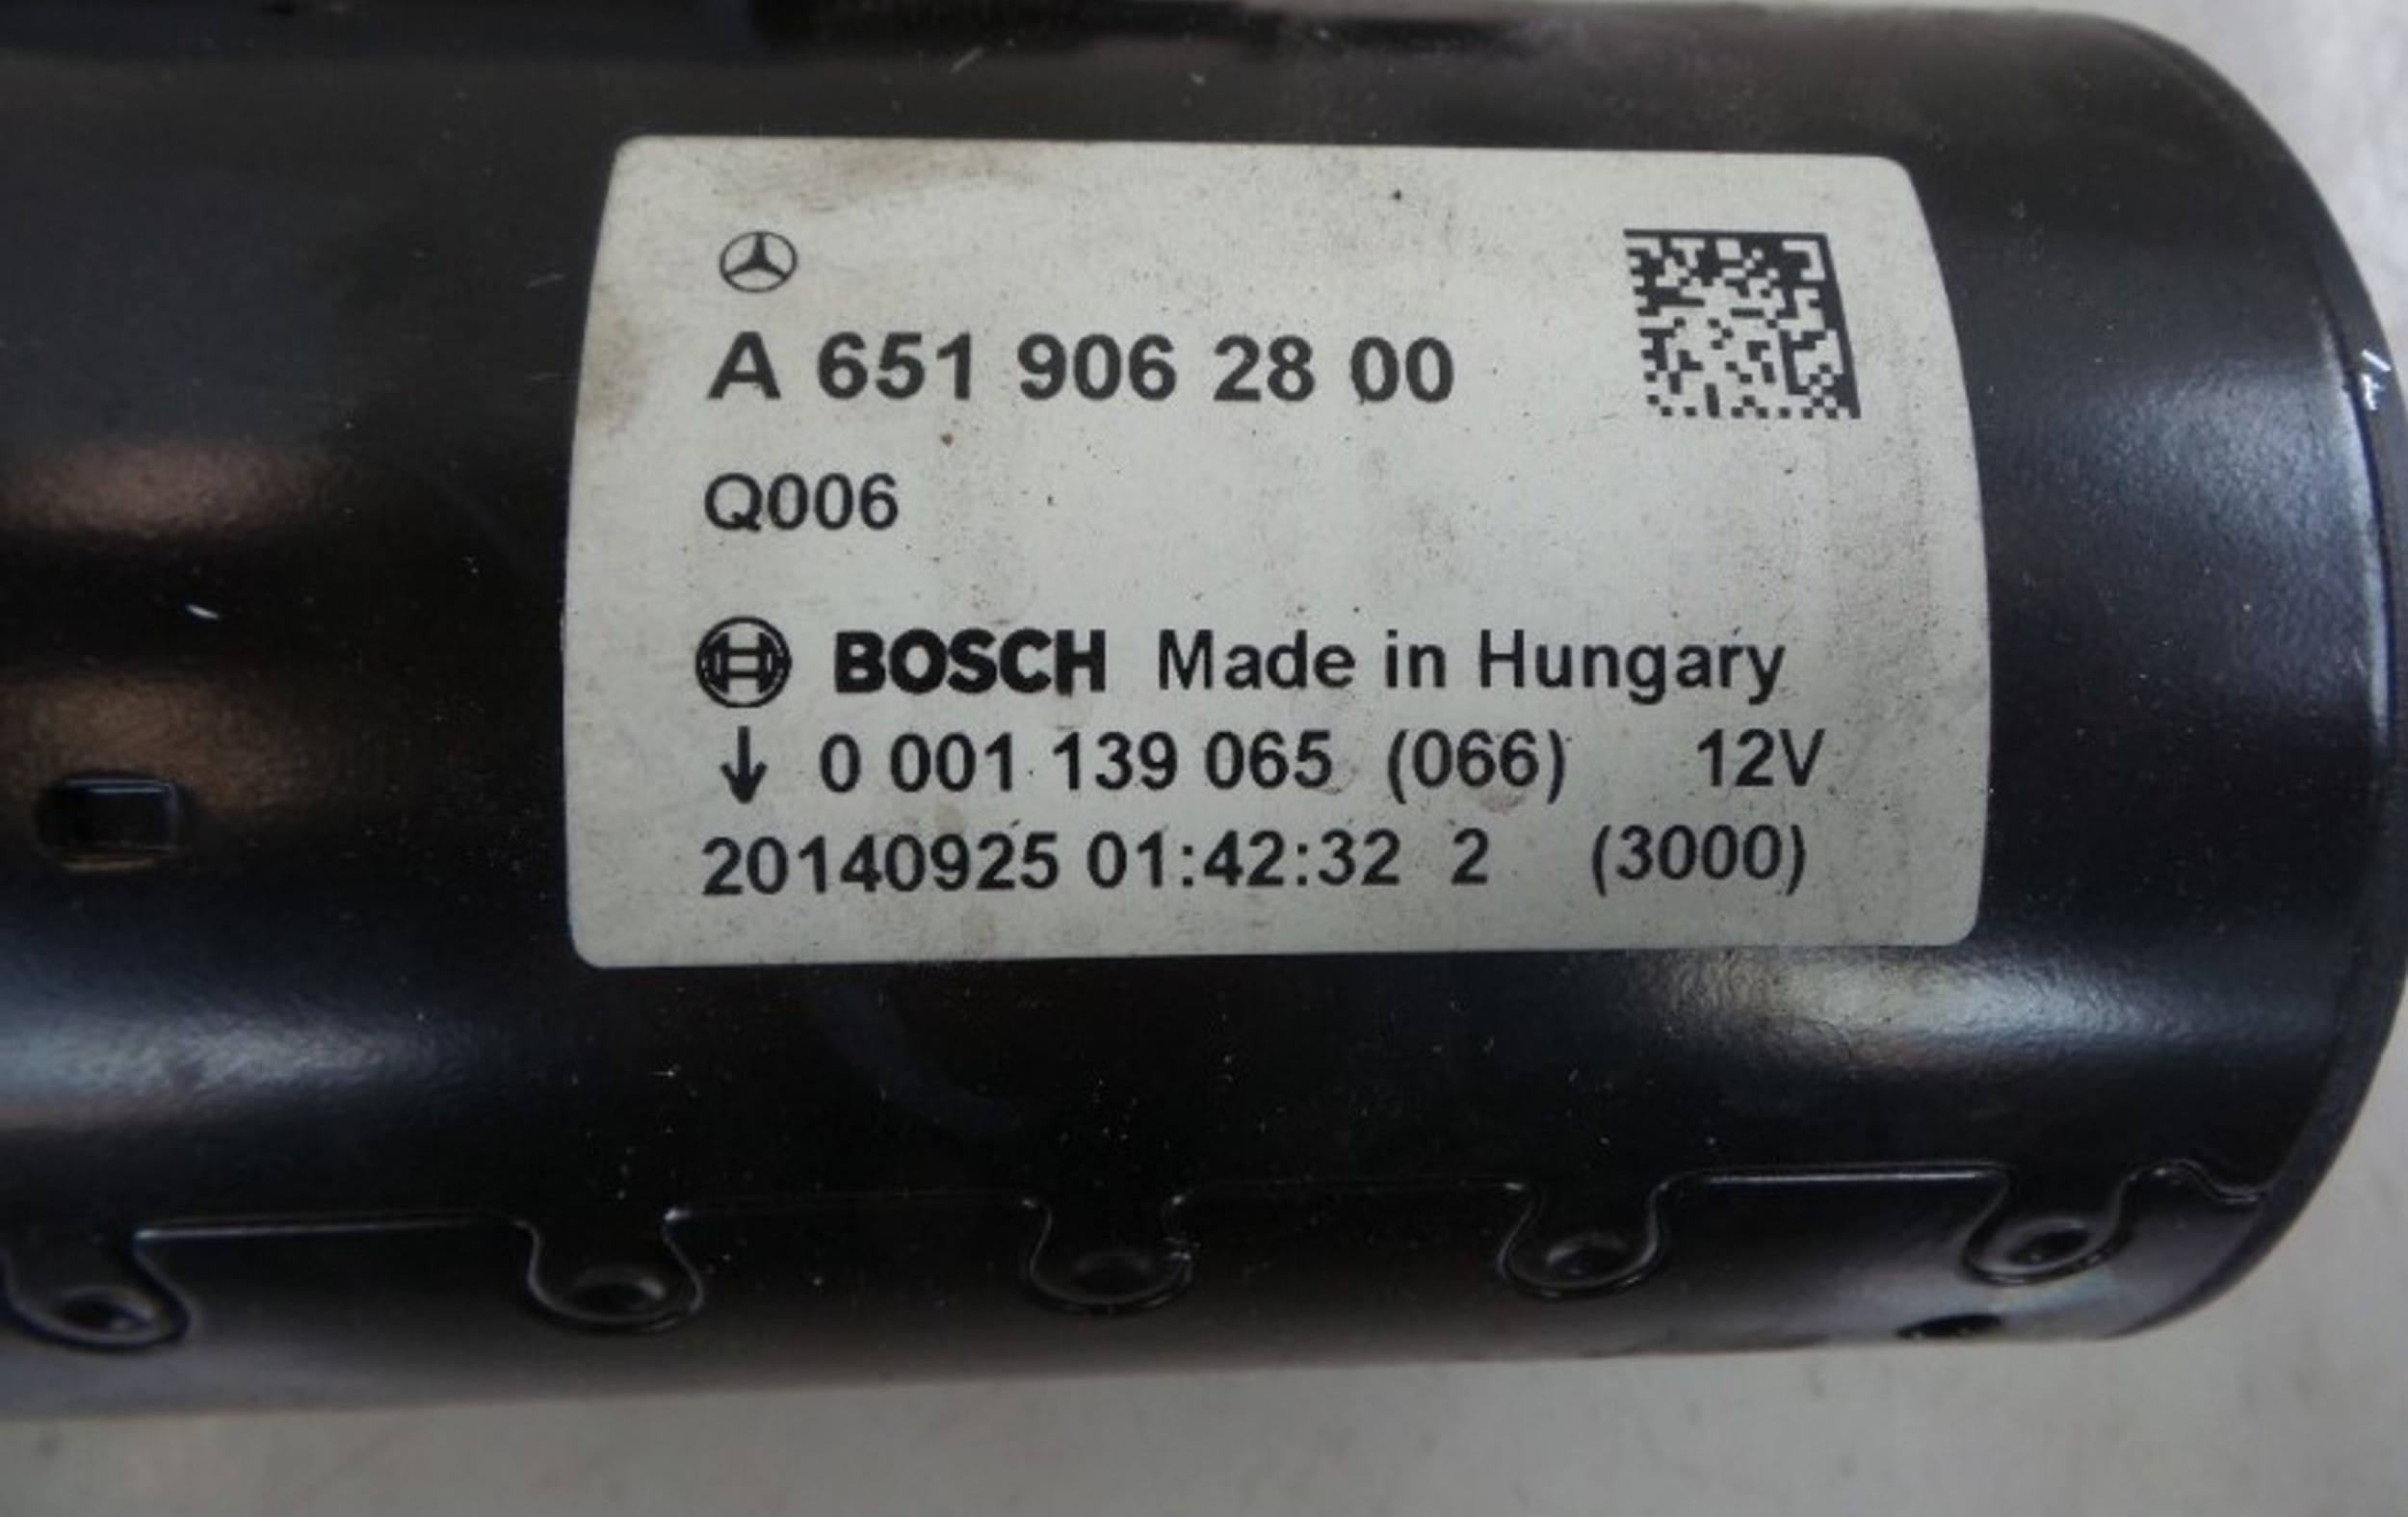 A 651 906 28 00
Q006
BOSCH Made in Hungary
↓ 0 001 139 065 (066) 12V
20140925 01:42:32 2 (3000)